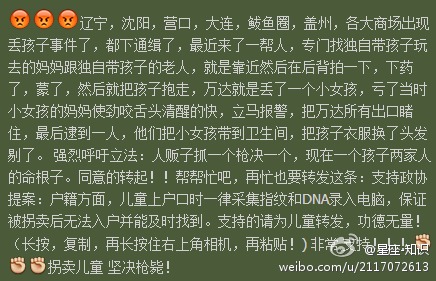 😡😡😡辽宁，沈阳，营口，大连，鲅鱼圈，盖州，各大商场出现
丢孩子事件了，都下通缉了，最近来了一帮人，专门找独自带孩子玩
去的妈妈跟独自带孩子的老人，就是靠近然后在后背拍一下，下药
了，蒙了，然后就把孩子抱走，万达就是丢了一个小女孩，亏了当时
小女孩的妈妈使劲咬舌头清醒的快，立马报警，把万达所有出口堵
住，最后逮到一人，他们把小女孩带到卫生间，把孩子衣服换了头发
剔了。 强烈呼吁立法：人贩子抓一个枪决一个，现在一个孩子两家人
的命根子。同意的转起！！帮帮忙吧，再忙也要转发这条：支持政协
提案：户籍方面，儿童上户口时一律采集指纹和DNA录入电脑，保证
被拐卖后无法入户并能及时找到。支持的请为儿童转发，功德无量！
（长按，复制，再长按住右上角相机，再粘贴！）非常支持！！！✊
✊✊拐卖儿童 坚决枪毙！
@星座-知识
weibo.com/u/2117072613